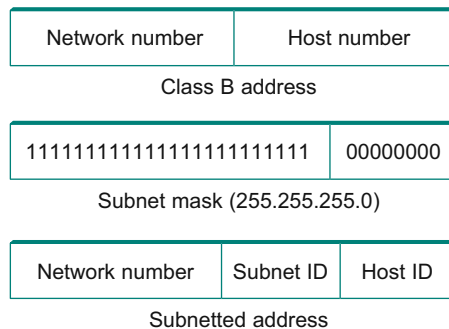 Network number Host number
Class B address
111111111111111111111111 00000000
Subnet mask (255.255.255.0)
Network number Subnet ID Host ID
Subnetted address